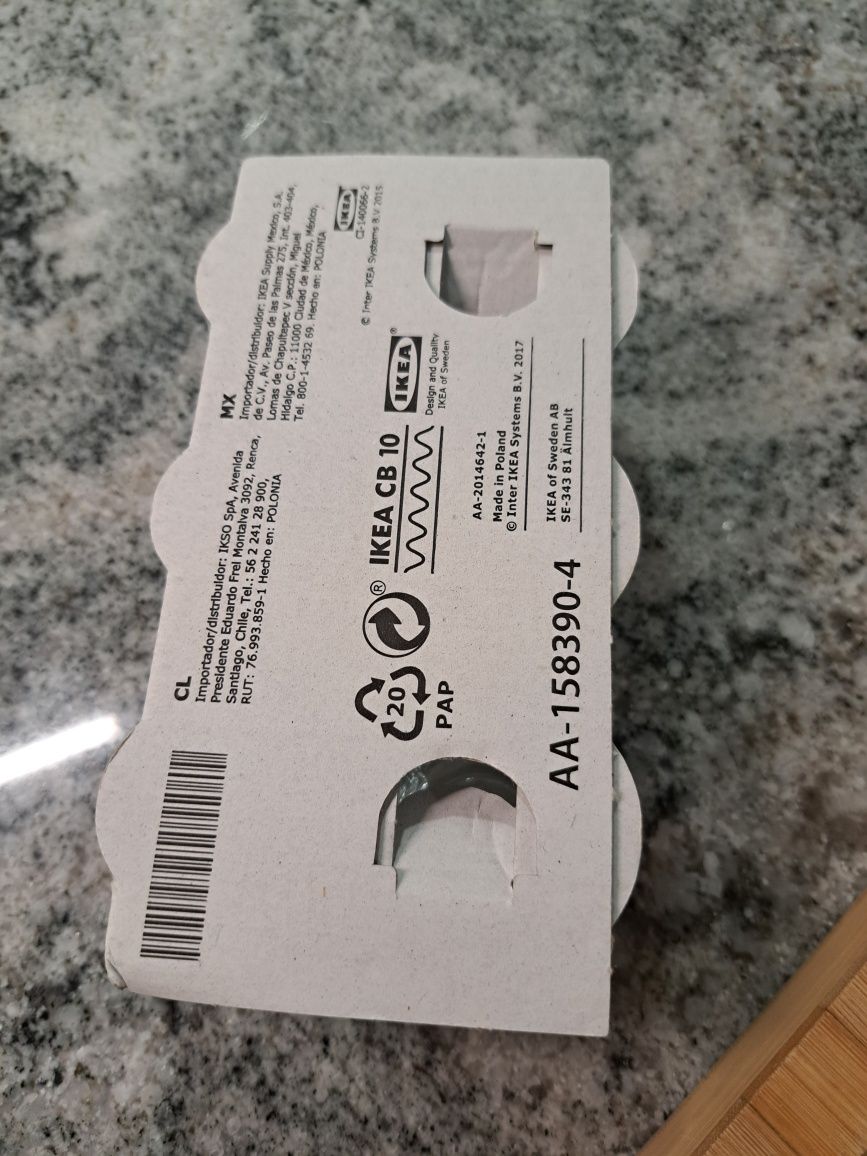 CL
Importador/distribuidor: IKSO SpA, Avenida
Presidente Eduardo Frei Montalva 3092, Renca,
Santiago, Chile, Tel.: 56 2 241 28 900,
RUT: 76.993.859-1 Hecho en: POLONIA
MX
Importador/distribuidor: IKEA Supply Mexico, S.A.
de C.V., Av. Paseo de las Palmas 275, Int. 403-404,
Lomas de Chapultepec V sección, Miguel
Hidalgo C.P.: 11000 Ciudad de México, México,
Tel. 800-1-4532 69. Hecho en: POLONIA
IKEA
CI-140066-2
© Inter IKEA Systems B.V. 2015
20
PAP
®
IKEA CB 10
IKEA®
Design and Quality
IKEA of Sweden
AA-2014642-1
Made in Poland
© Inter IKEA Systems B.V. 2017
AA-158390-4
IKEA of Sweden AB
SE-343 81 Älmhult